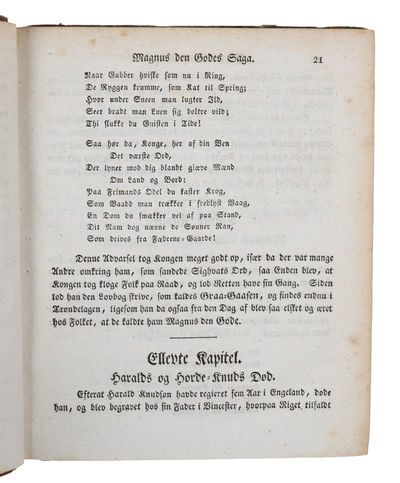 Magnus den Godes Saga. 21
Naar Gubber hviske som nu i Ring,
De Ryggen krumme, som Kat til Spring;
Hvor under Sneen man lugter Ild,
Seer bradt man Luen sig boltre vild;
Thi slukke du Gnisten i Tide!
Saa hør da, Konge, her af din Ven
Det værste Ord,
Der lyner mod dig blandt gjæve Mænd
Om Land og Bord:
Paa Frimands Odel du kaster Krog,
Som Baadd man trækker i fredlyst Vaag,
En Dom du smækker vel af paa Stand,
Dit Navn dog nævne de Sønner Ran,
Som drives fra Fædrene-Gaarde!
Denne Advarsel tog Kongen meget godt op, især da der var mange
Andre omkring ham, som sandede Sighvats Ord, saa Enden blev, at
Kongen tog kloge Folk paa Raad, og lod Retten have sin Gang. Siden
lod han den Lovbog skrive, som kaldes Graa-Gaasen, og findes endnu i
Trondelagen, ligesom han da ogsaa fra den Dag af blev saa elsket og æret
hos Folket, at de kaldte ham Magnus den Gode.
Ellevte Kapitel.
Haralds og Horde-Knuds Død.
Efterat Harald Knudsøn havde regieret fem Aar i Engeland, døde
han, og blev begravet hos sin Fader i Vincester, hvorpaa Riget tilfaldt